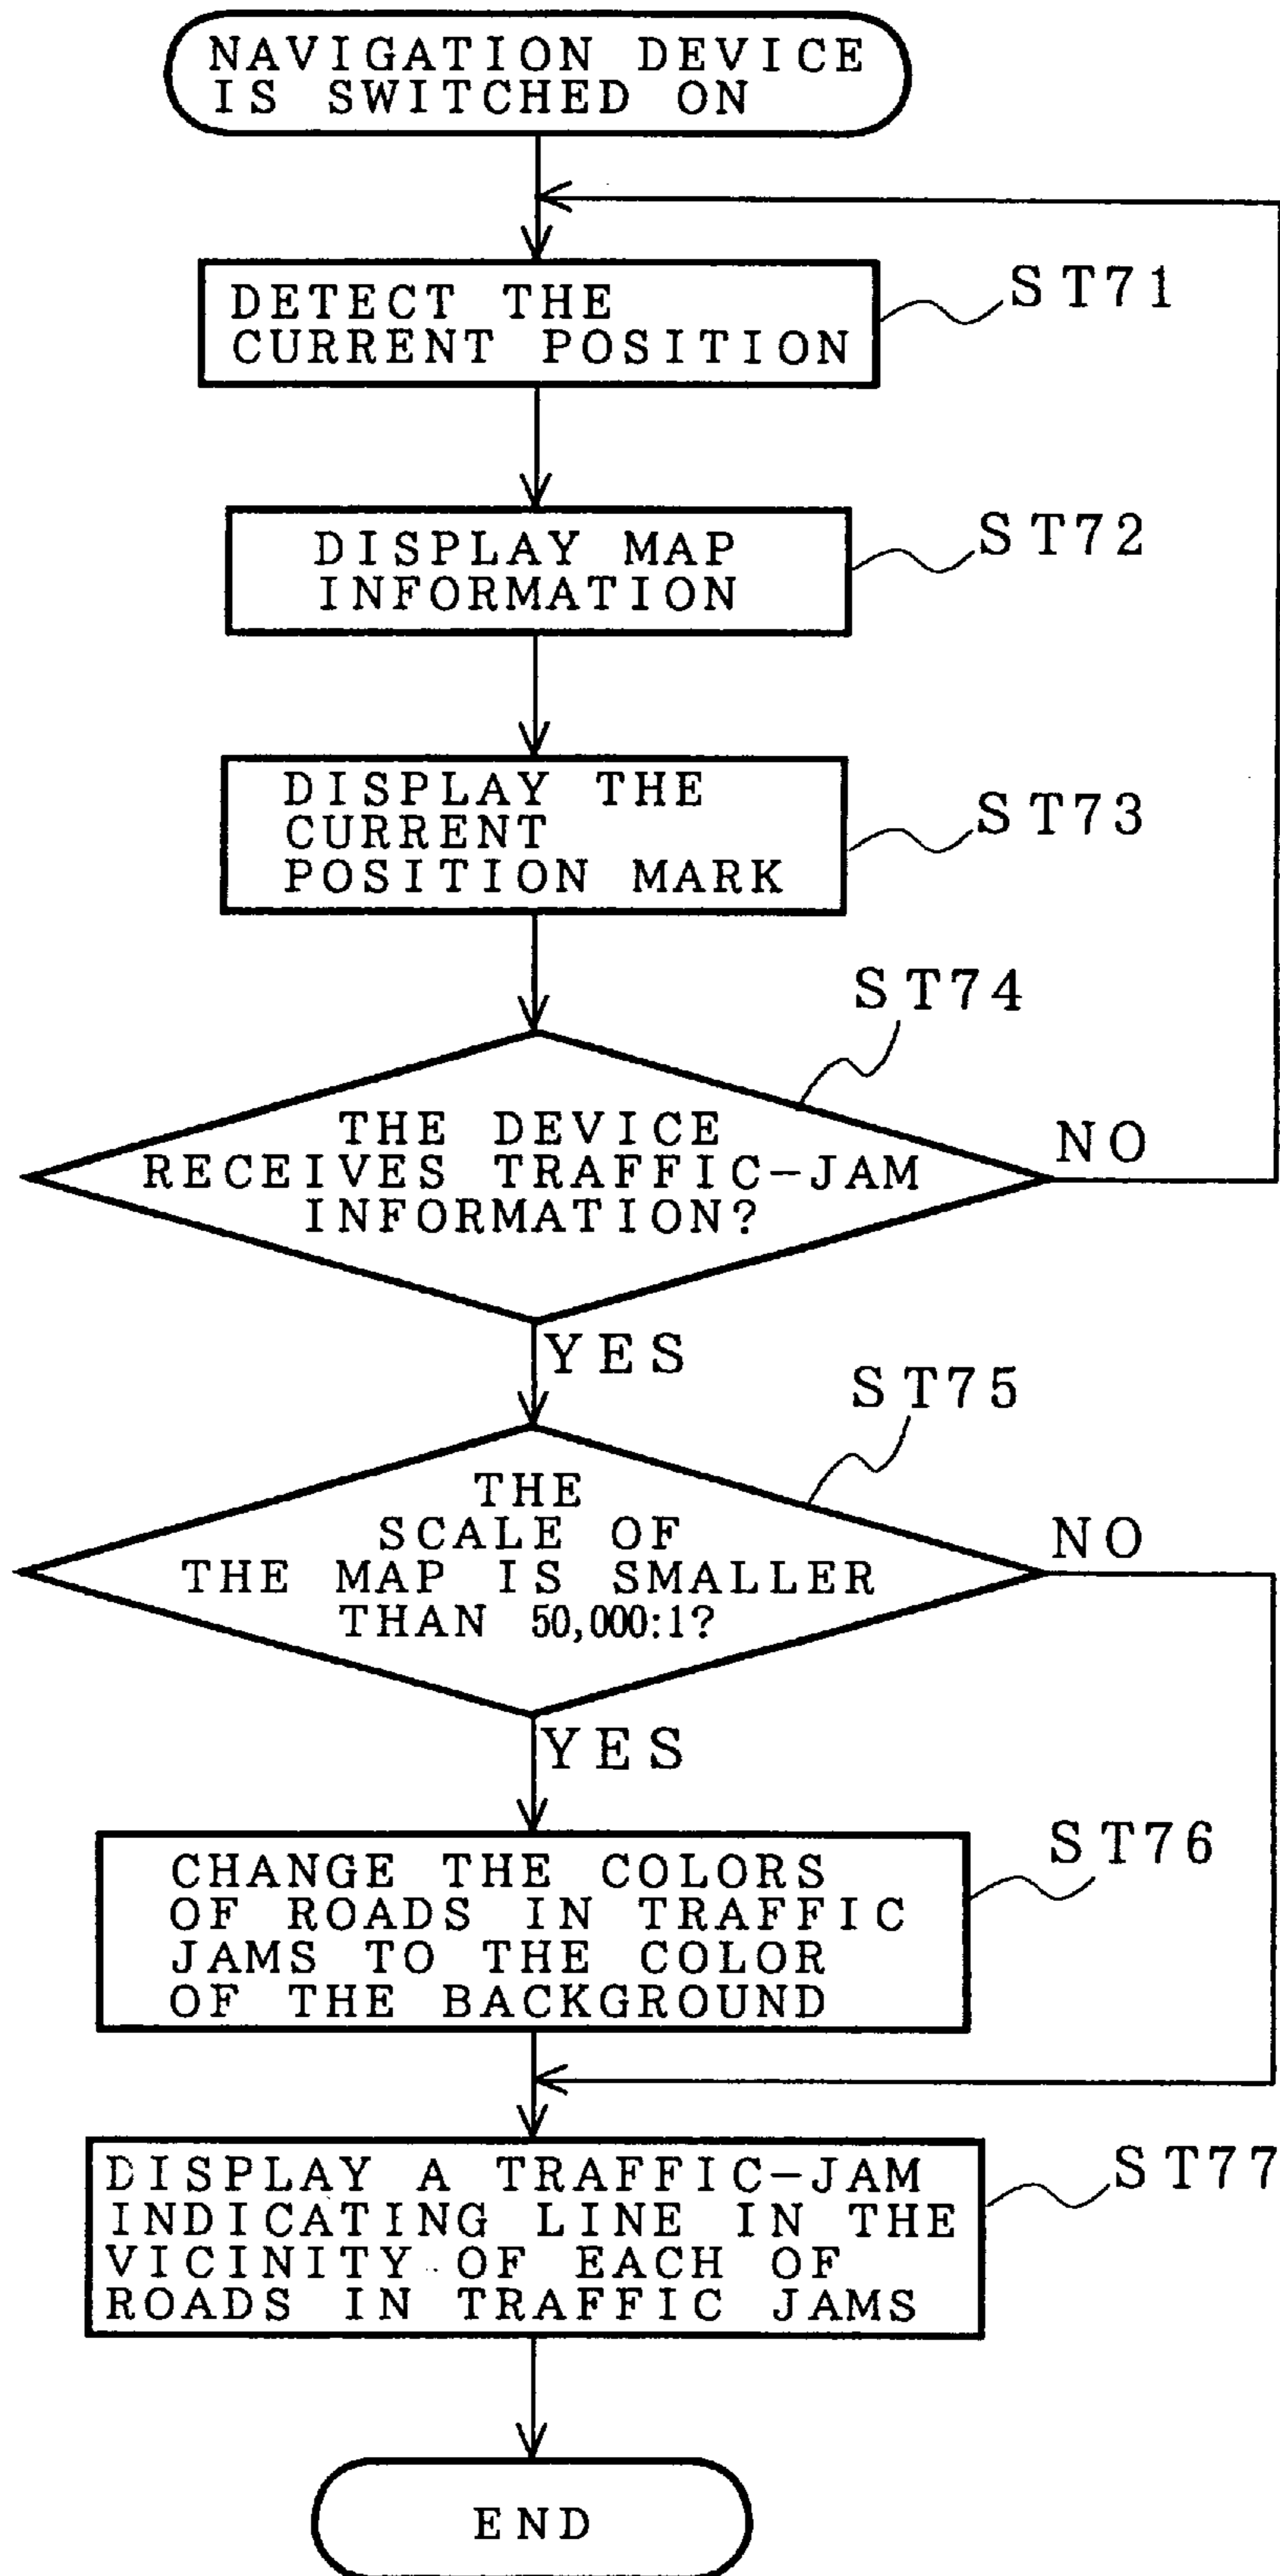 NAVIGATION DEVICE
IS SWITCHED ON
DETECT THE
CURRENT POSITION
ST71
DISPLAY MAP
INFORMATION
ST72
DISPLAY THE
CURRENT
POSITION MARK
ST73
ST74
THE DEVICE
RECEIVES TRAFFIC-JAM
INFORMATION?
NO
YES
ST75
THE
SCALE OF
THE MAP IS SMALLER
THAN 50,000:1?
NO
YES
ST76
CHANGE THE COLORS
OF ROADS IN TRAFFIC
JAMS TO THE COLOR
OF THE BACKGROUND
ST77
DISPLAY A TRAFFIC-JAM
INDICATING LINE IN THE
VICINITY OF EACH OF
ROADS IN TRAFFIC JAMS
END